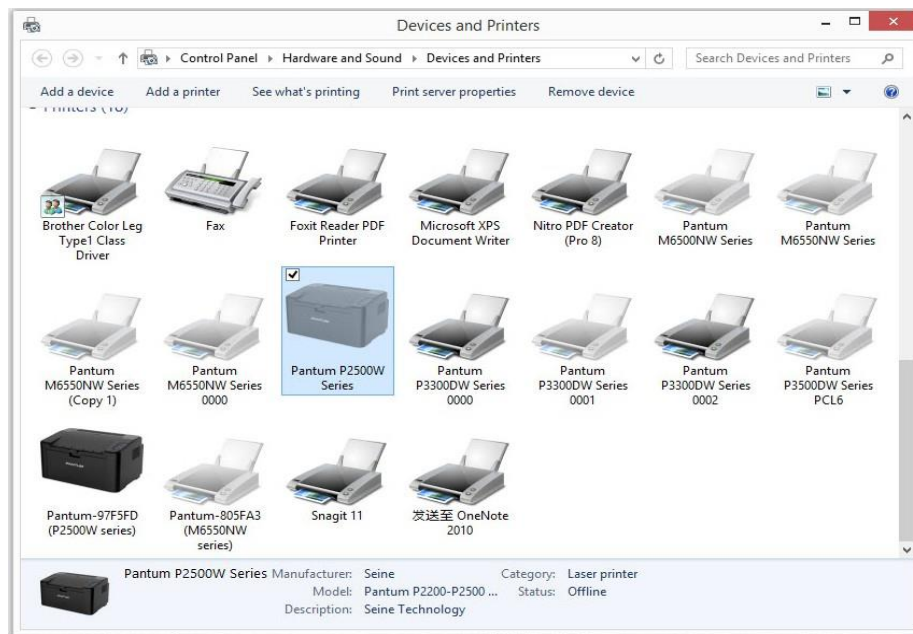 Devices and Printers
Control Panel ▸ Hardware and Sound ▸ Devices and Printers
Search Devices and Printers
Add a device Add a printer See what's printing Print server properties Remove device
Printers (18)
Brother Color Leg
Type1 Class
Driver
Fax
Foxit Reader PDF
Printer
Microsoft XPS
Document Writer
Nitro PDF Creator
(Pro 8)
Pantum
M6500NW Series
Pantum
M6550NW Series
Pantum
M6550NW Series
(Copy 1)
Pantum
M6550NW Series
0000
Pantum P2500W
Series
Pantum
P3300DW Series
0000
Pantum
P3300DW Series
0001
Pantum
P3300DW Series
0002
Pantum
P3500DW Series
PCL6
Pantum-97F5FD
(P2500W series)
Pantum-805FA3
(M6550NW
series)
Snagit 11
发送至 OneNote
2010
Pantum P2500W Series Manufacturer: Seine Category: Laser printer
Model: Pantum P2200-P2500 ... Status: Offline
Description: Seine Technology